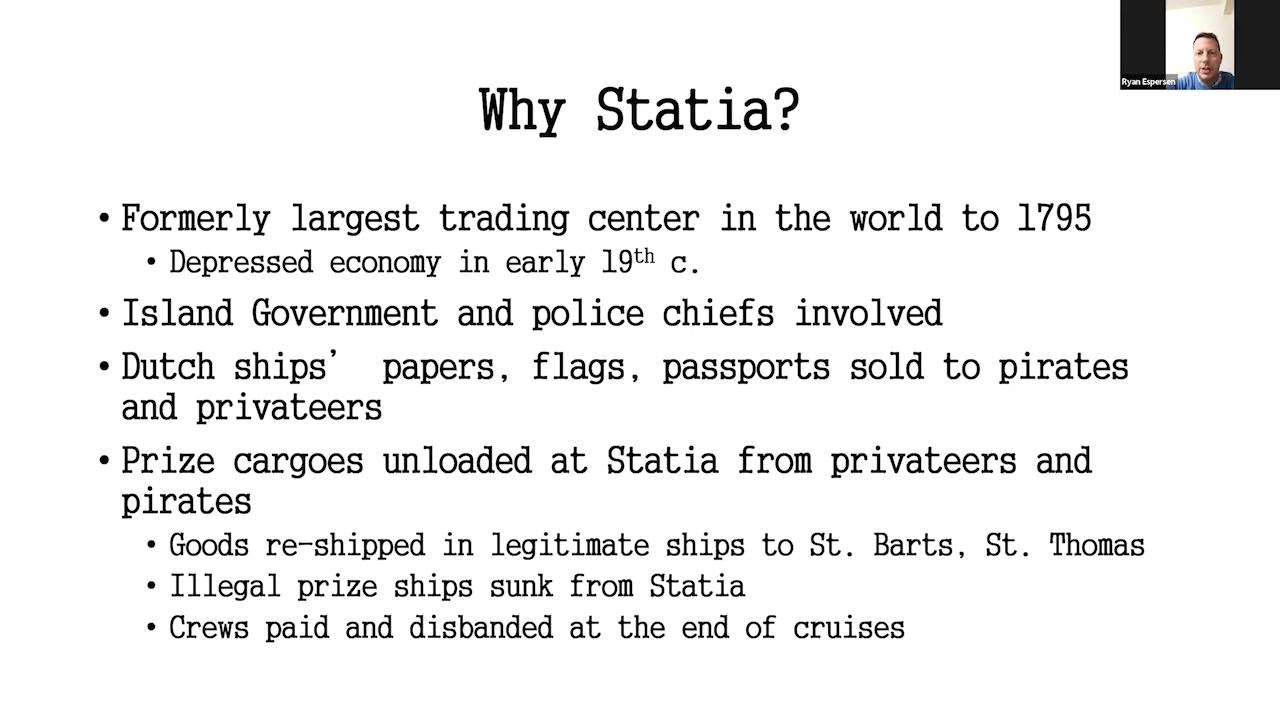 Ryan Espersen
Why Statia?
• Formerly largest trading center in the world to 1795
• Depressed economy in early 19th c.
• Island Government and police chiefs involved
• Dutch ships’ papers, flags, passports sold to pirates
and privateers
• Prize cargoes unloaded at Statia from privateers and
pirates
• Goods re-shipped in legitimate ships to St. Barts, St. Thomas
• Illegal prize ships sunk from Statia
• Crews paid and disbanded at the end of cruises